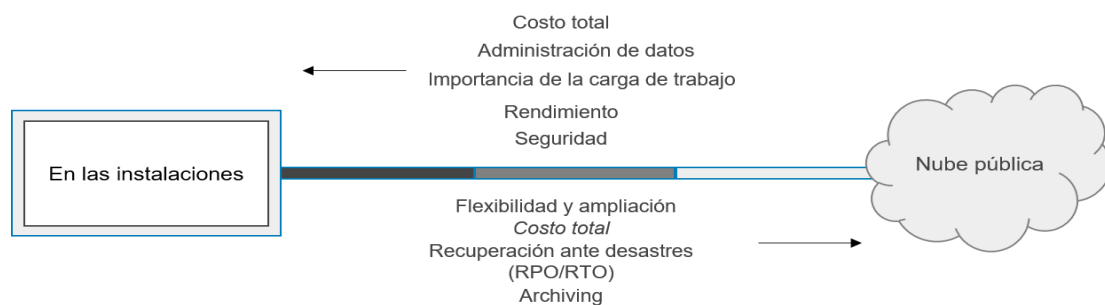 Costo total
Administración de datos
Importancia de la carga de trabajo
Rendimiento
Seguridad
En las instalaciones
Nube pública
Flexibilidad y ampliación
Costo total
Recuperación ante desastres
(RPO/RTO)
Archiving